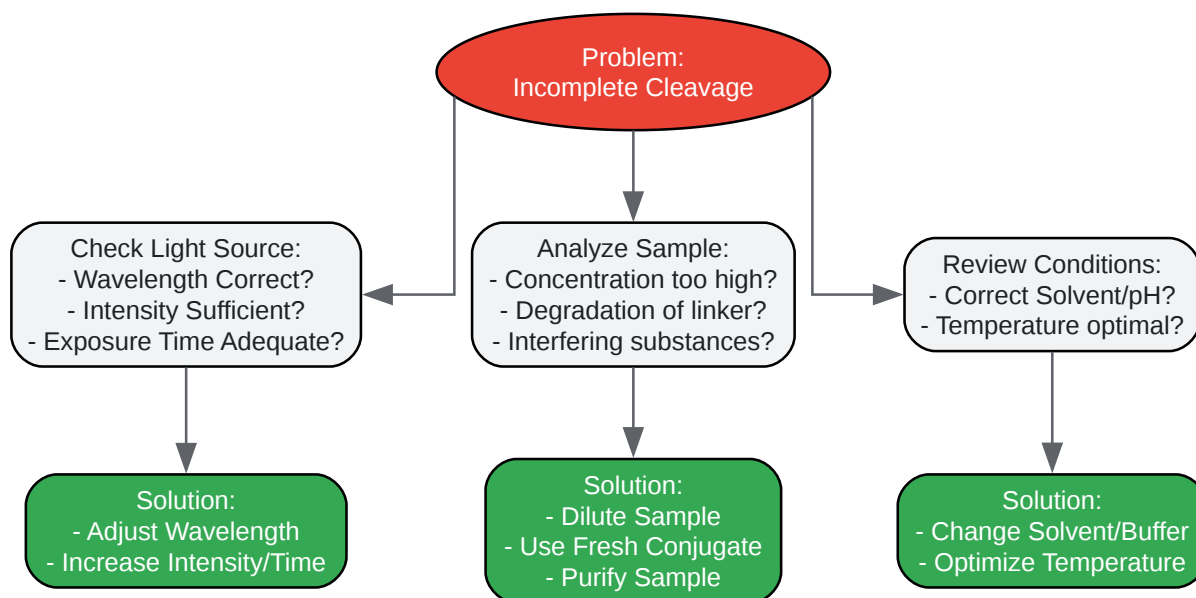 Problem:
Incomplete Cleavage
Check Light Source:
- Wavelength Correct?
- Intensity Sufficient?
- Exposure Time Adequate?
Analyze Sample:
- Concentration too high?
- Degradation of linker?
- Interfering substances?
Review Conditions:
- Correct Solvent/pH?
- Temperature optimal?
Solution:
- Adjust Wavelength
- Increase Intensity/Time
Solution:
- Dilute Sample
- Use Fresh Conjugate
- Purify Sample
Solution:
- Change Solvent/Buffer
- Optimize Temperature